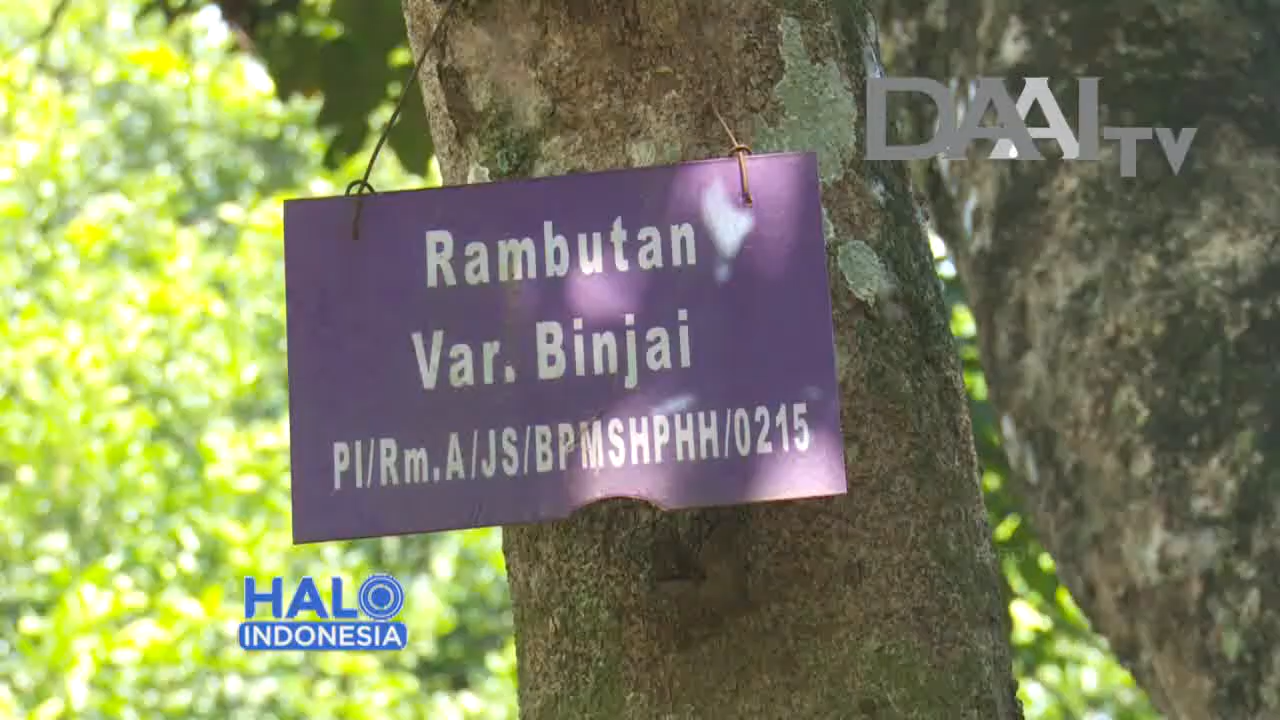 DAAI TV
Rambutan
Var. Binjai
PI/Rm.A/JS/BPMSHPHH/0215
HALO
INDONESIA